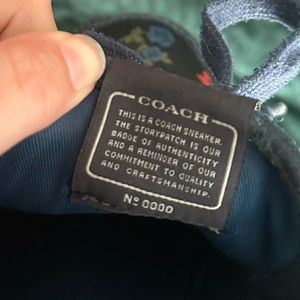 COACH
THIS IS A COACH SNEAKER.
THE STORYPATCH IS OUR
BADGE OF AUTHENTICITY
AND A REMINDER OF OUR
COMMITMENT TO QUALITY
AND CRAFTSMANSHIP.
Nº 0000